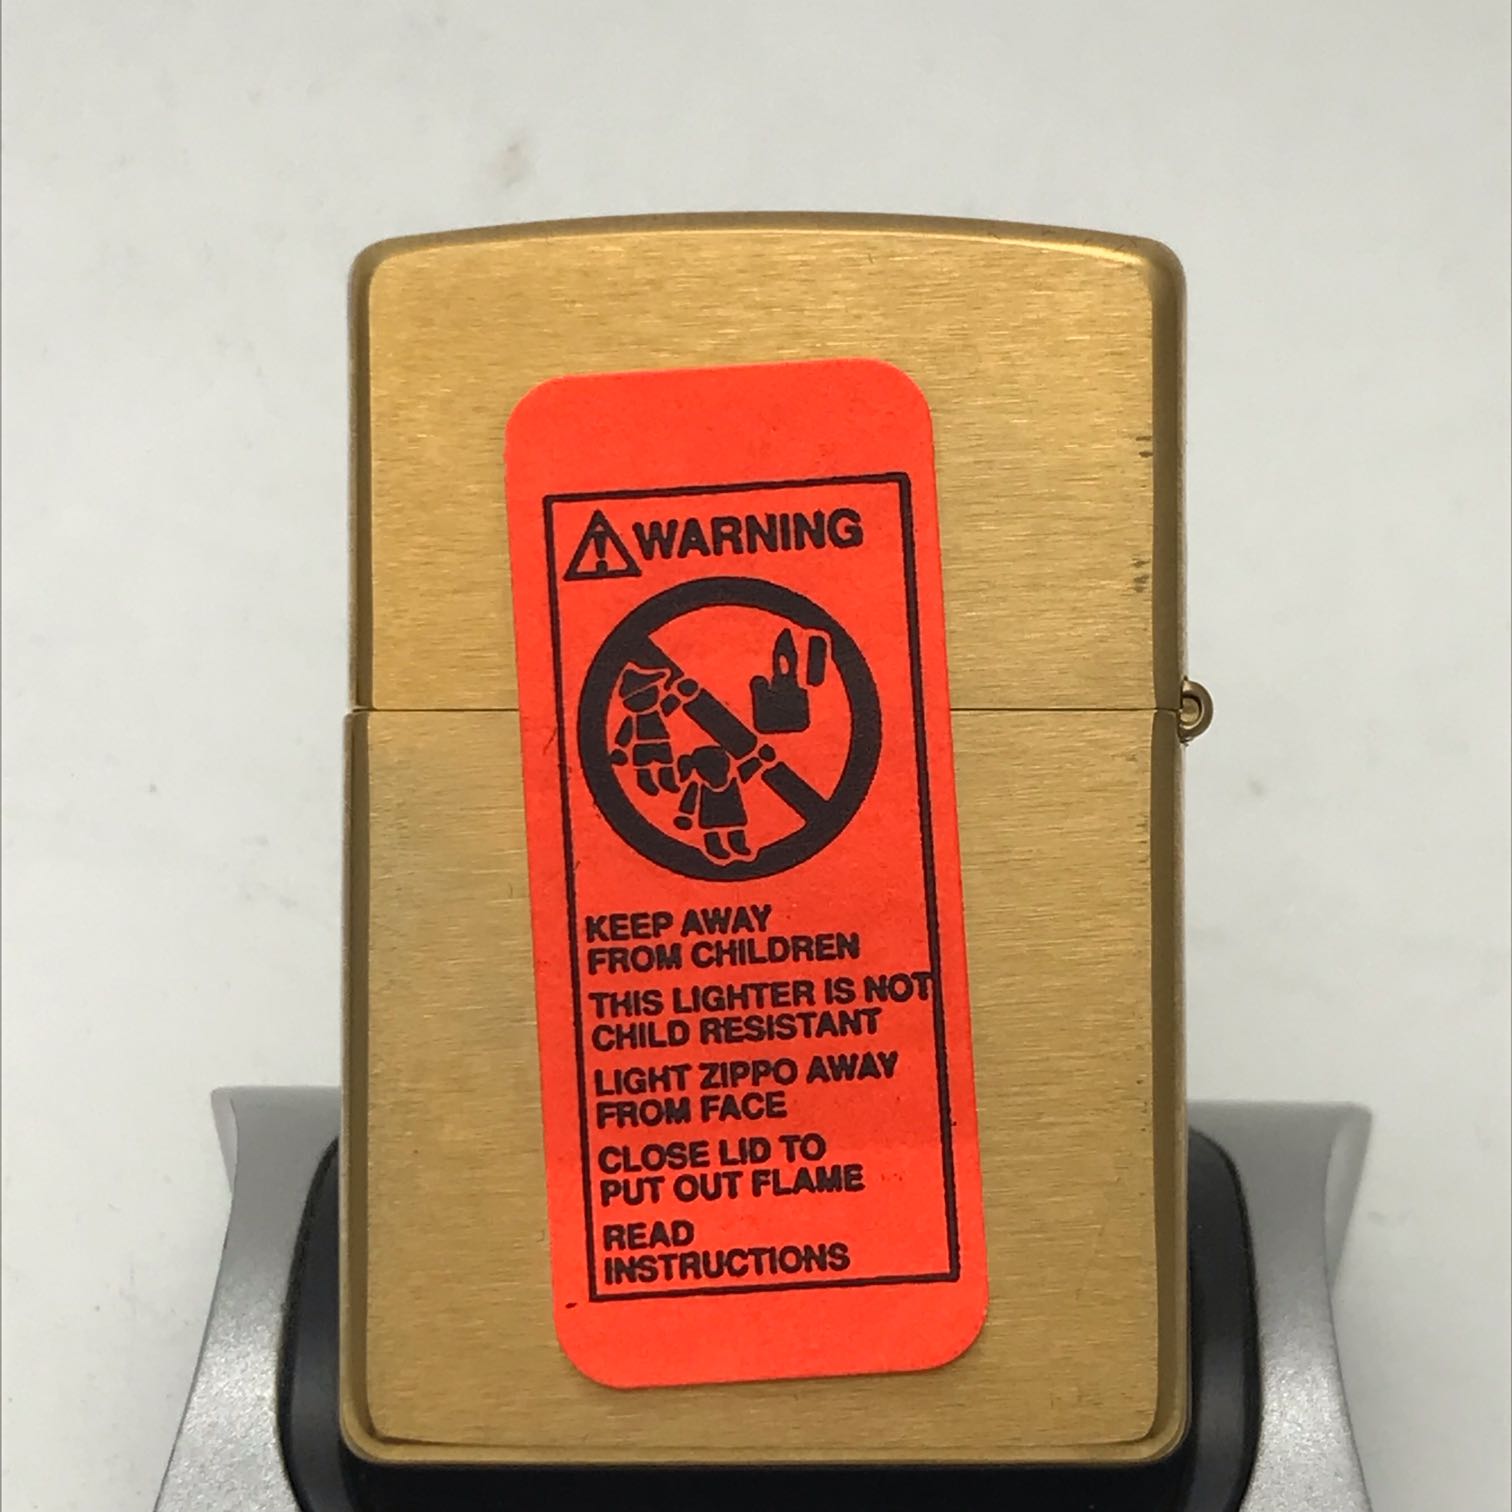 WARNING
KEEP AWAY
FROM CHILDREN
THIS LIGHTER IS NOT
CHILD RESISTANT
LIGHT ZIPPO AWAY
FROM FACE
CLOSE LID TO
PUT OUT FLAME
READ
INSTRUCTIONS